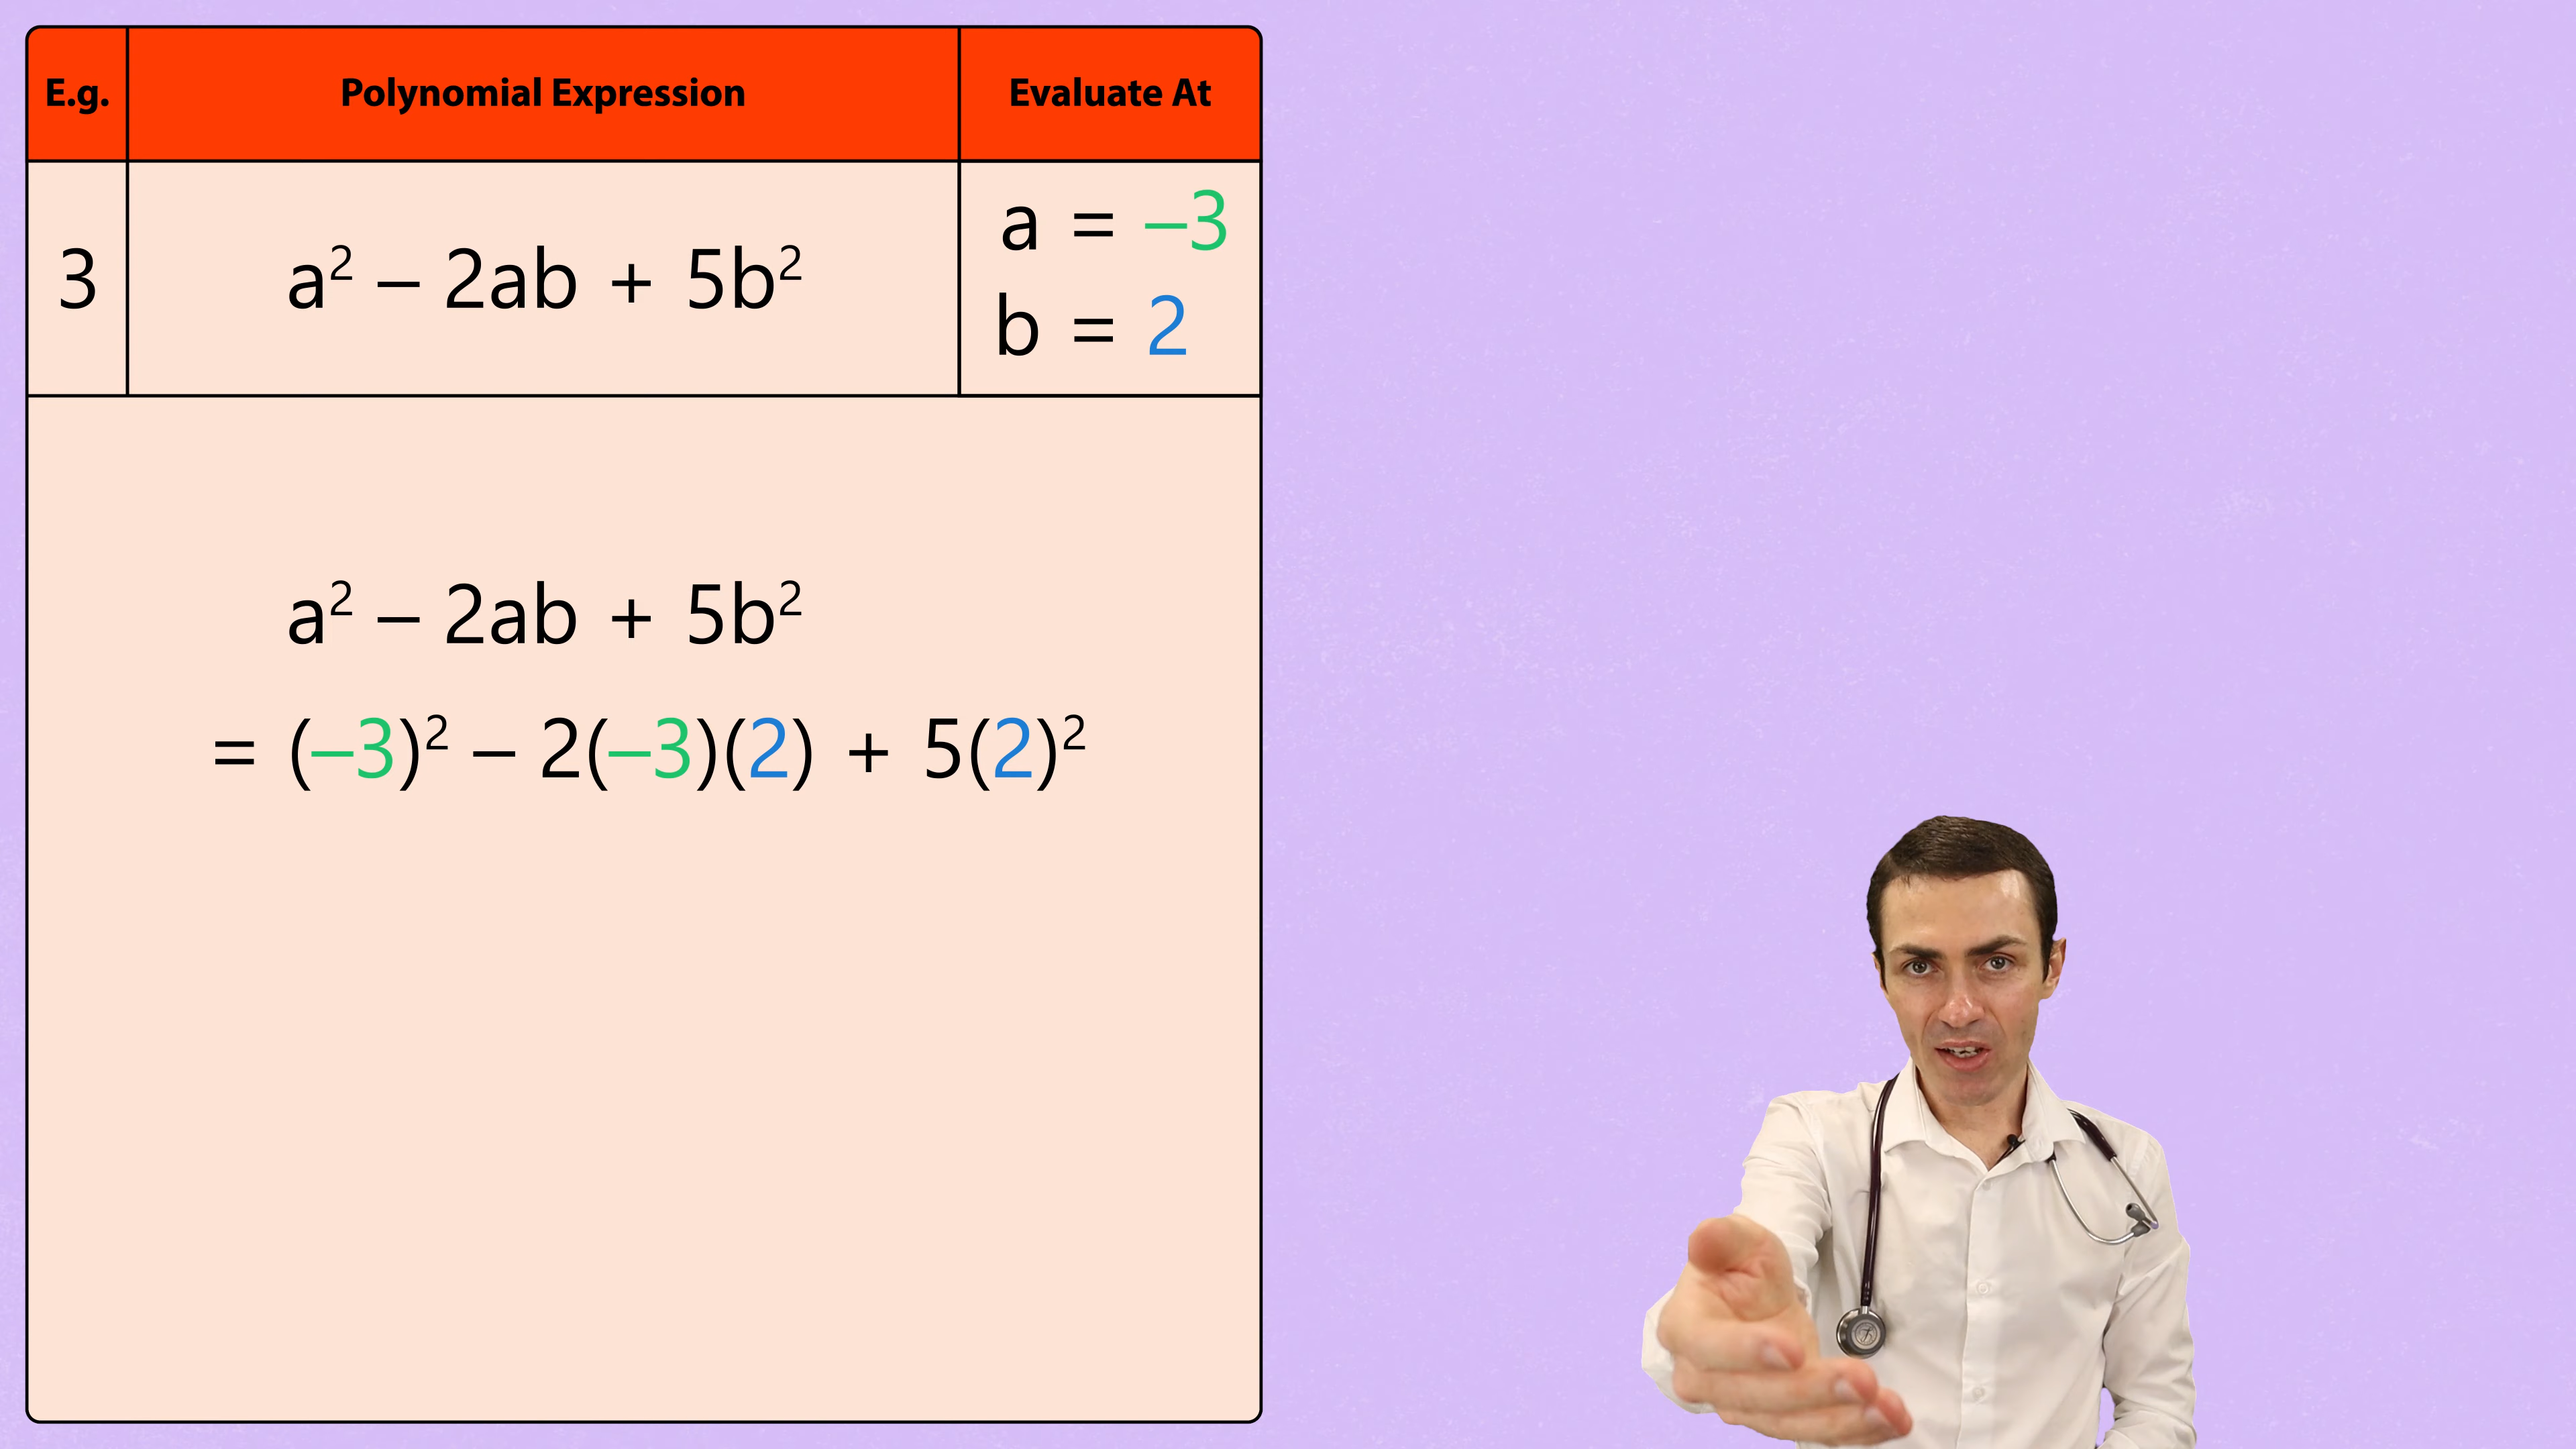 E.g. Polynomial Expression Evaluate At
3 a² – 2ab + 5b² a = –3
b = 2
a² – 2ab + 5b²
= (–3)² – 2(–3)(2) + 5(2)²